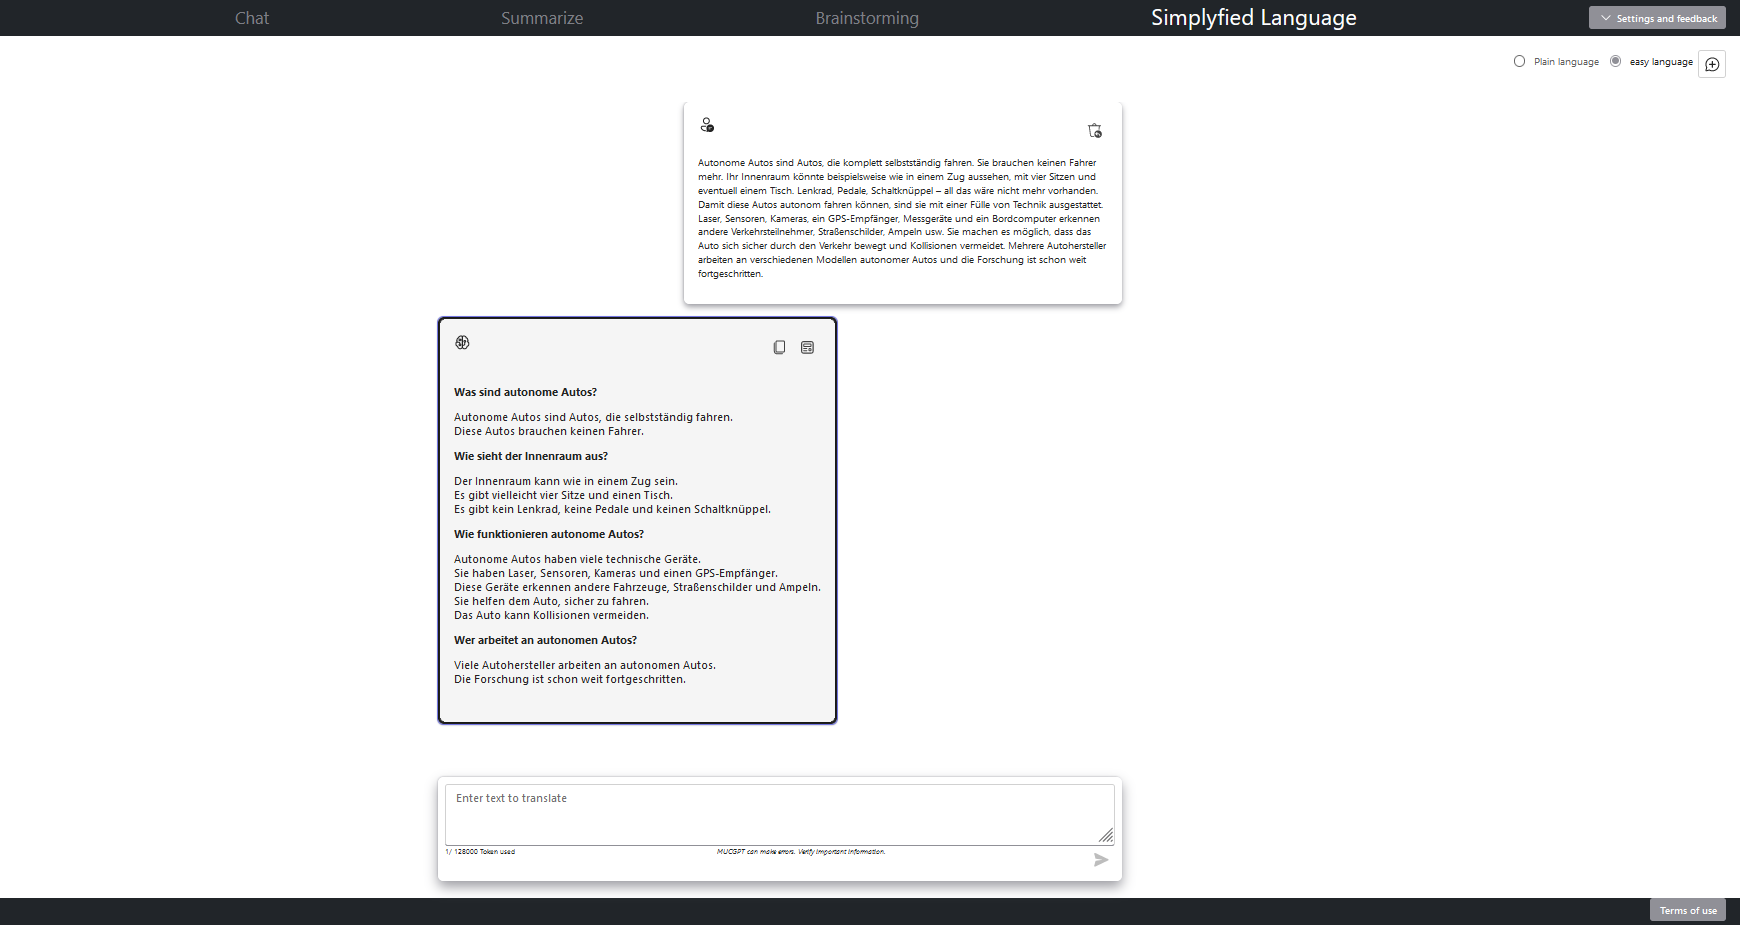 Chat
Summarize
Brainstorming
Simplyfied Language
Settings and feedback
Plain language
easy language
Autonome Autos sind Autos, die komplett selbstständig fahren. Sie brauchen keinen Fahrer
mehr. Ihr Innenraum könnte beispielsweise wie in einem Zug aussehen, mit vier Sitzen und
eventuell einem Tisch. Lenkrad, Pedale, Schaltknüppel – all das wäre nicht mehr vorhanden.
Damit diese Autos autonom fahren können, sind sie mit einer Fülle von Technik ausgestattet.
Laser, Sensoren, Kameras, ein GPS-Empfänger, Messgeräte und ein Bordcomputer erkennen
andere Verkehrsteilnehmer, Straßenschilder, Ampeln usw. Sie machen es möglich, dass das
Auto sich sicher durch den Verkehr bewegt und Kollisionen vermeidet. Mehrere Autohersteller
arbeiten an verschiedenen Modellen autonomer Autos und die Forschung ist schon weit
fortgeschritten.
Was sind autonome Autos?
Autonome Autos sind Autos, die selbstständig fahren.
Diese Autos brauchen keinen Fahrer.
Wie sieht der Innenraum aus?
Der Innenraum kann wie in einem Zug sein.
Es gibt vielleicht vier Sitze und einen Tisch.
Es gibt kein Lenkrad, keine Pedale und keinen Schaltknüppel.
Wie funktionieren autonome Autos?
Autonome Autos haben viele technische Geräte.
Sie haben Laser, Sensoren, Kameras und einen GPS-Empfänger.
Diese Geräte erkennen andere Fahrzeuge, Straßenschilder und Ampeln.
Sie helfen dem Auto, sicher zu fahren.
Das Auto kann Kollisionen vermeiden.
Wer arbeitet an autonomen Autos?
Viele Autohersteller arbeiten an autonomen Autos.
Die Forschung ist schon weit fortgeschritten.
Enter text to translate
1/ 128000 Token used
MUCGPT can make errors. Verify important information.
Terms of use